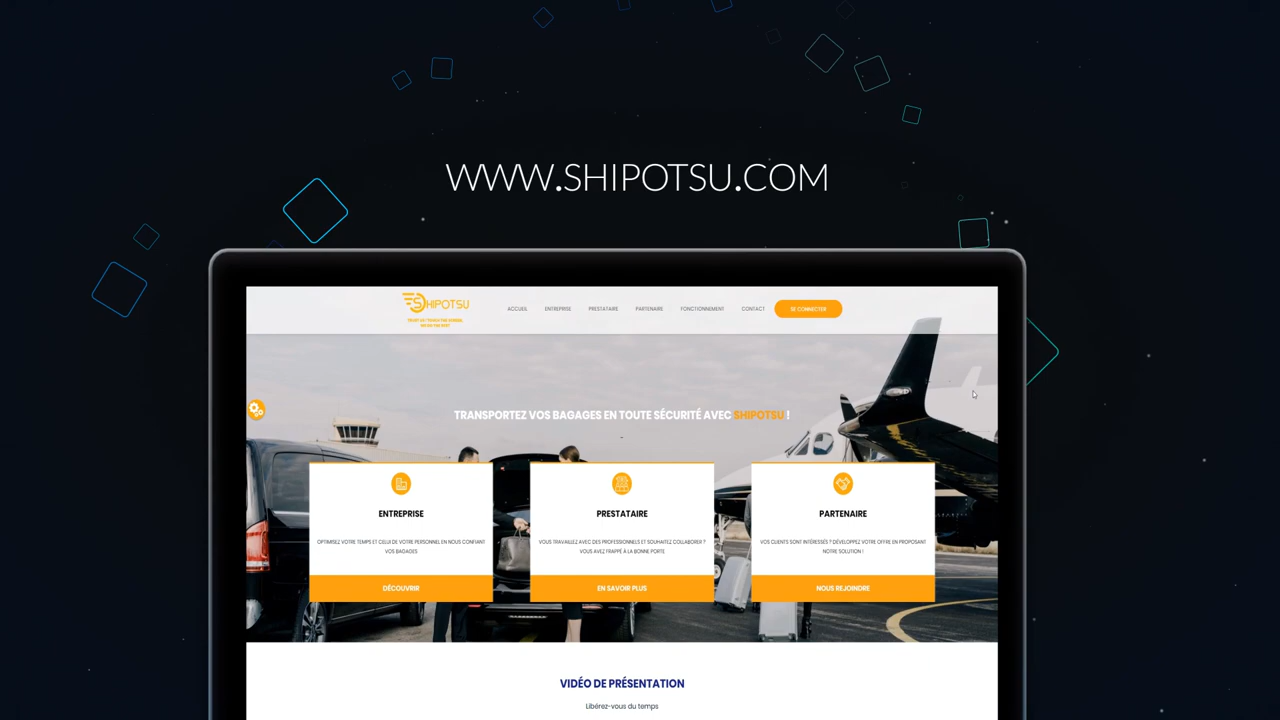 WWW.SHIPOTSU.COM
SHIPOTSU
ACCUEIL ENTREPRISE PRESTATAIRE PARTENAIRE FONCTIONNEMENT CONTACT SE CONNECTER
TRANSPORTEZ VOS BAGAGES EN TOUTE SÉCURITÉ AVEC SHIPOTSU !
ENTREPRISE
OPTIMISEZ VOTRE TEMPS ET CELUI DE VOTRE PERSONNEL EN NOUS CONFIANT
VOS BAGAGES
DÉCOUVRIR
PRESTATAIRE
VOUS TRAVAILLEZ AVEC DES PROFESSIONNELS ET SOUHAITEZ COLLABORER ?
VOUS AVEZ FRAPPÉ À LA BONNE PORTE
EN SAVOIR PLUS
PARTENAIRE
VOS CLIENTS SONT INTÉRESSÉS ? DÉVELOPPEZ VOTRE OFFRE EN PROPOSANT
NOTRE SOLUTION !
NOUS REJOINDRE
VIDÉO DE PRÉSENTATION
Libérez-vous du temps